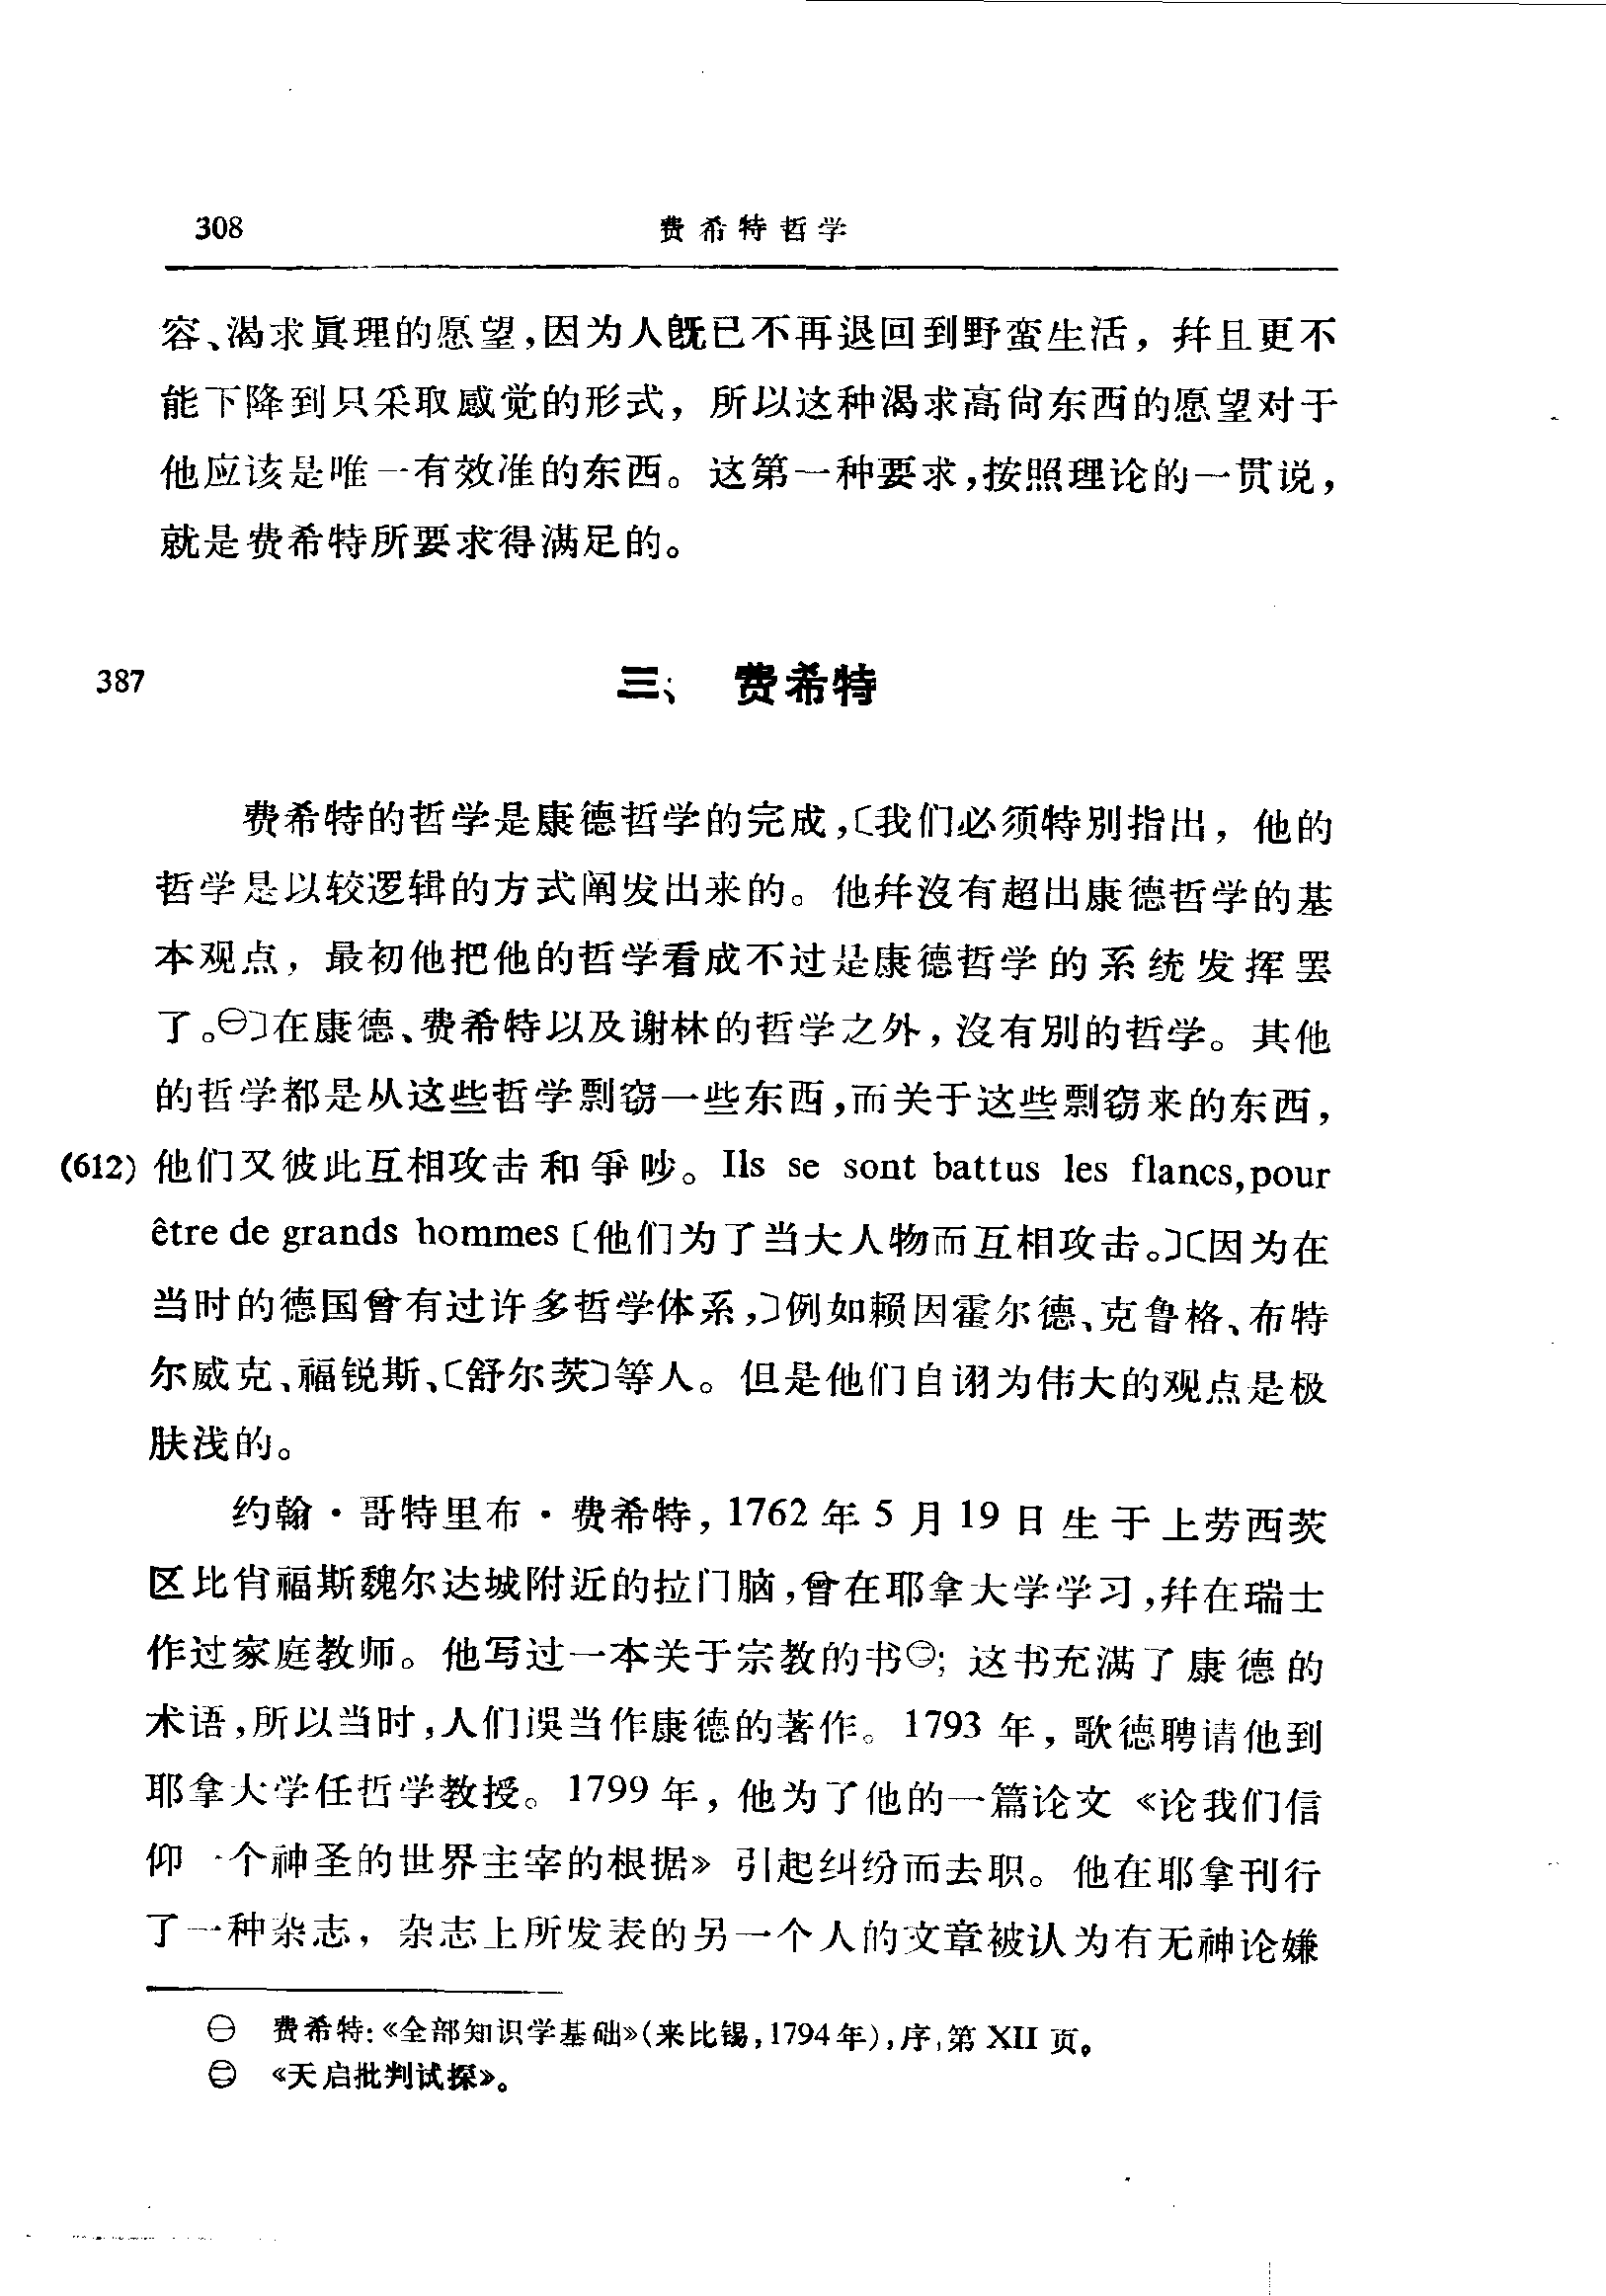 308 费希特哲学
容、渴求眞理的愿望,因为人旣已不再退回到野蛮生活，幷且更不
能下降到只采取感觉的形式，所以这种渴求高尙东西的愿望对于
他应该是唯一有效准的东西。这第一种要求,按照理论的一贯说,
就是费希特所要求得满足的。
387 三、 费希特
费希特的哲学是康德哲学的完成,〔我们必须特别指出，他的
哲学是以较逻辑的方式阐发出来的。他幷沒有超出康德哲学的基
本观点，最初他把他的哲学看成不过是康德哲学的系统发挥罢
了。㊀〕在康德、费希特以及谢林的哲学之外，沒有别的哲学。其他
的哲学都是从这些哲学剽窃一些东西,而关于这些剽窃来的东西,
(612) 他们又彼此互相攻击和爭吵。Ils se sont battus les flancs,pour
être de grands hommes〔他们为了当大人物而互相攻击。〕〔因为在
当时的德国曾有过许多哲学体系,〕例如赖因霍尔德、克鲁格、布特
尔威克、福锐斯、〔舒尔茨〕等人。但是他们自诩为伟大的观点是极
肤浅的。
约翰·哥特里布·费希特，1762年5月19日生于上劳西茨
区比肖福斯魏尔达城附近的拉门脑,曾在耶拿大学学习,幷在瑞士
作过家庭教师。他写过一本关于宗教的书㊁; 这书充满了康德的
术语,所以当时,人们误当作康德的著作。1793年，歌德聘请他到
耶拿大学任哲学教授。1799年，他为了他的一篇论文《论我们信
仰一个神圣的世界主宰的根据》引起纠纷而去职。他在耶拿刊行
了一种杂志，杂志上所发表的另一个人的文章被认为有无神论嫌
㊀ 费希特:《全部知识学基础》(来比锡,1794年),序,第XII页。
㊁ 《天启批判试探》。